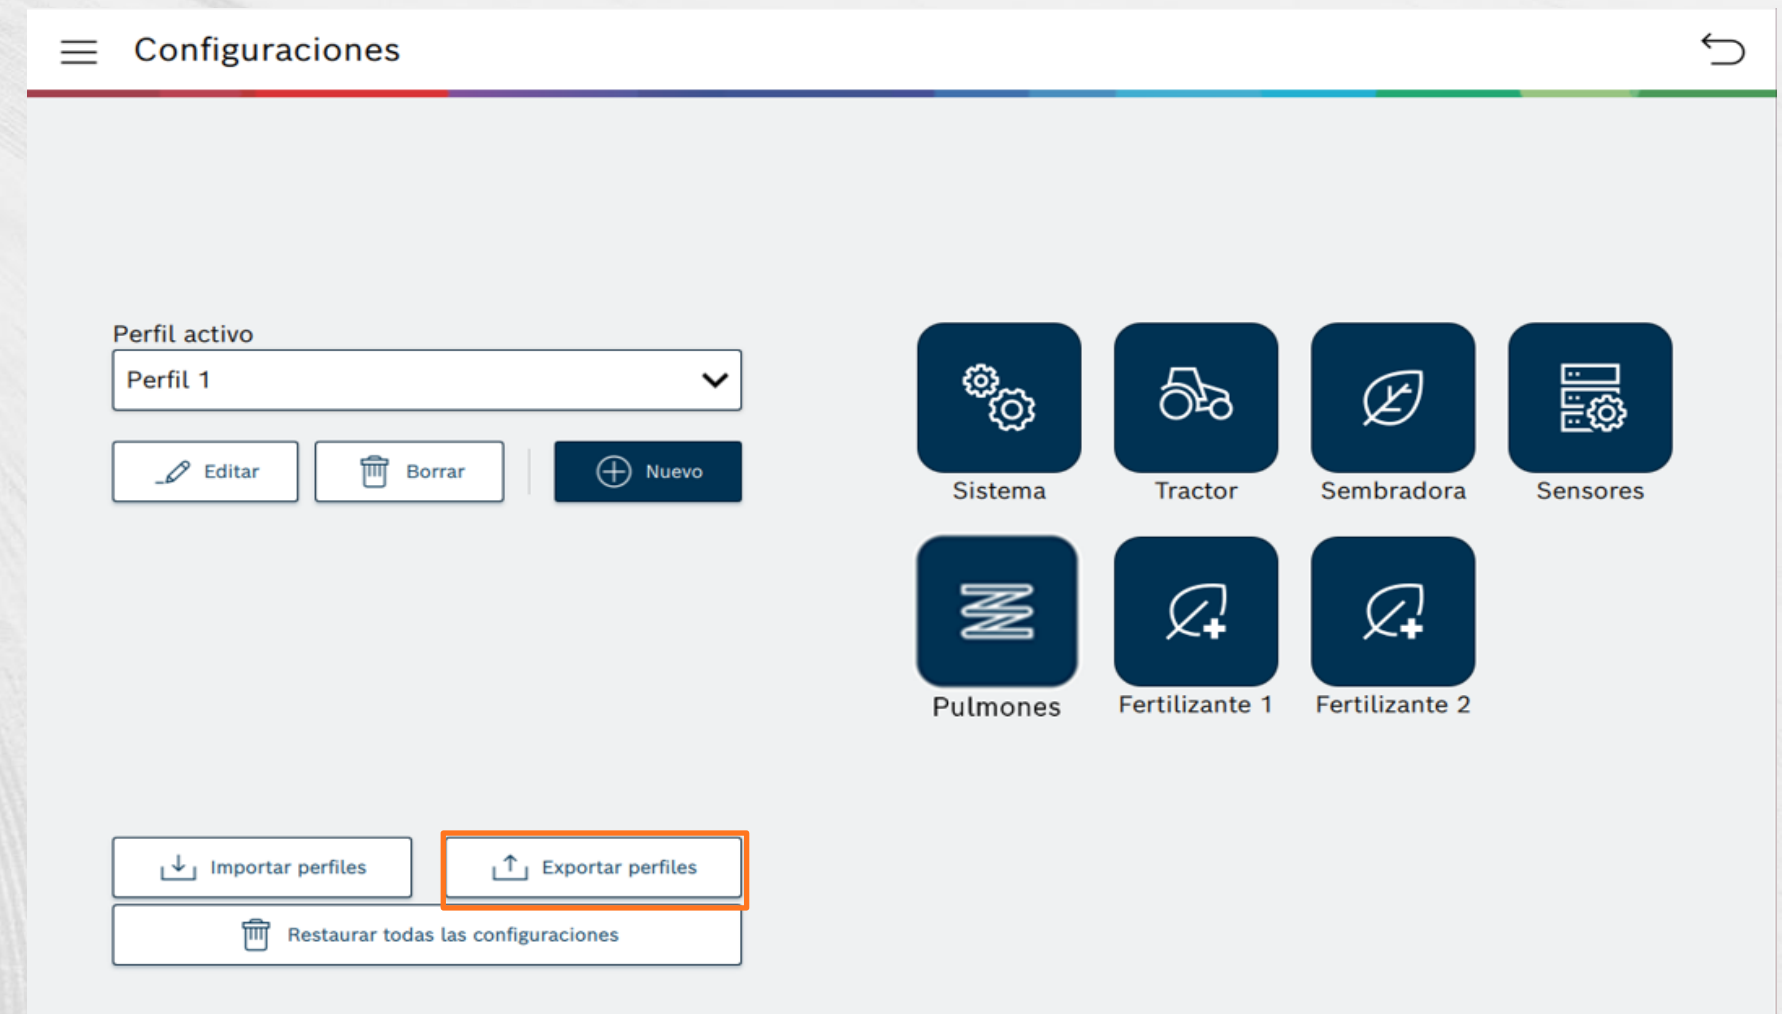 Configuraciones
Perfil activo
Perfil 1
Editar
Borrar
Nuevo
Sistema
Tractor
Sembradora
Sensores
Pulmones
Fertilizante 1
Fertilizante 2
Importar perfiles
Exportar perfiles
Restaurar todas las configuraciones